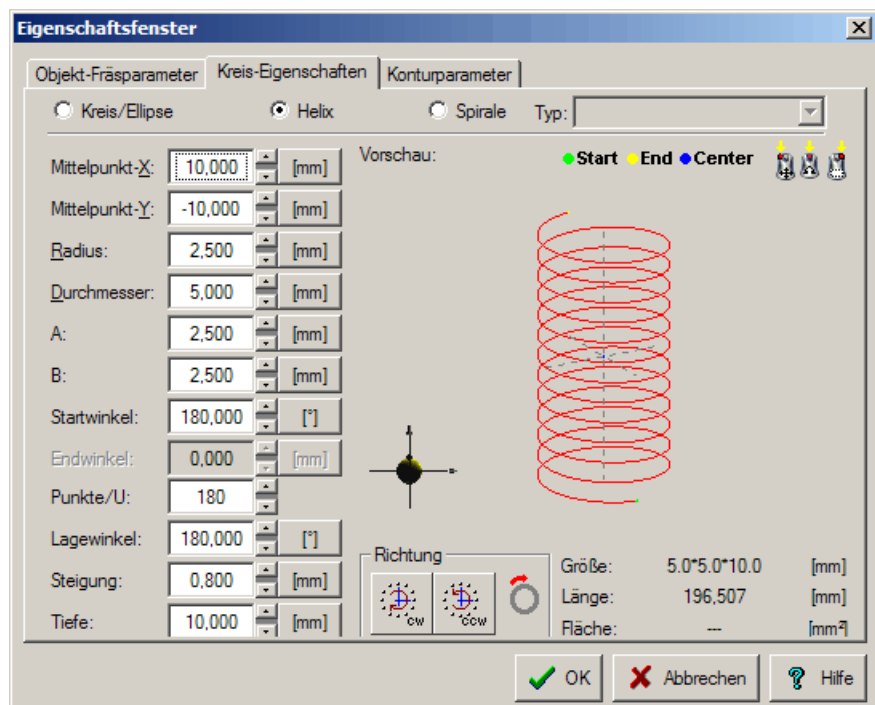 Eigenschaftsfenster
Objekt-Fräsparameter Kreis-Eigenschaften Konturparameter
Kreis/Ellipse Helix Spirale Typ:
Mittelpunkt-X: 10,000 [mm] Vorschau: Start End Center
Mittelpunkt-Y: -10,000 [mm]
Radius: 2,500 [mm]
Durchmesser: 5,000 [mm]
A: 2,500 [mm]
B: 2,500 [mm]
Startwinkel: 180,000 [°]
Endwinkel: 0,000 [mm]
Punkte/U: 180
Lagewinkel: 180,000 [°]
Steigung: 0,800 [mm]
Tiefe: 10,000 [mm]
Richtung
cw ccw
Größe: 5.0*5.0*10.0 [mm]
Länge: 196,507 [mm]
Fläche: --- [mm²]
OK Abbrechen Hilfe